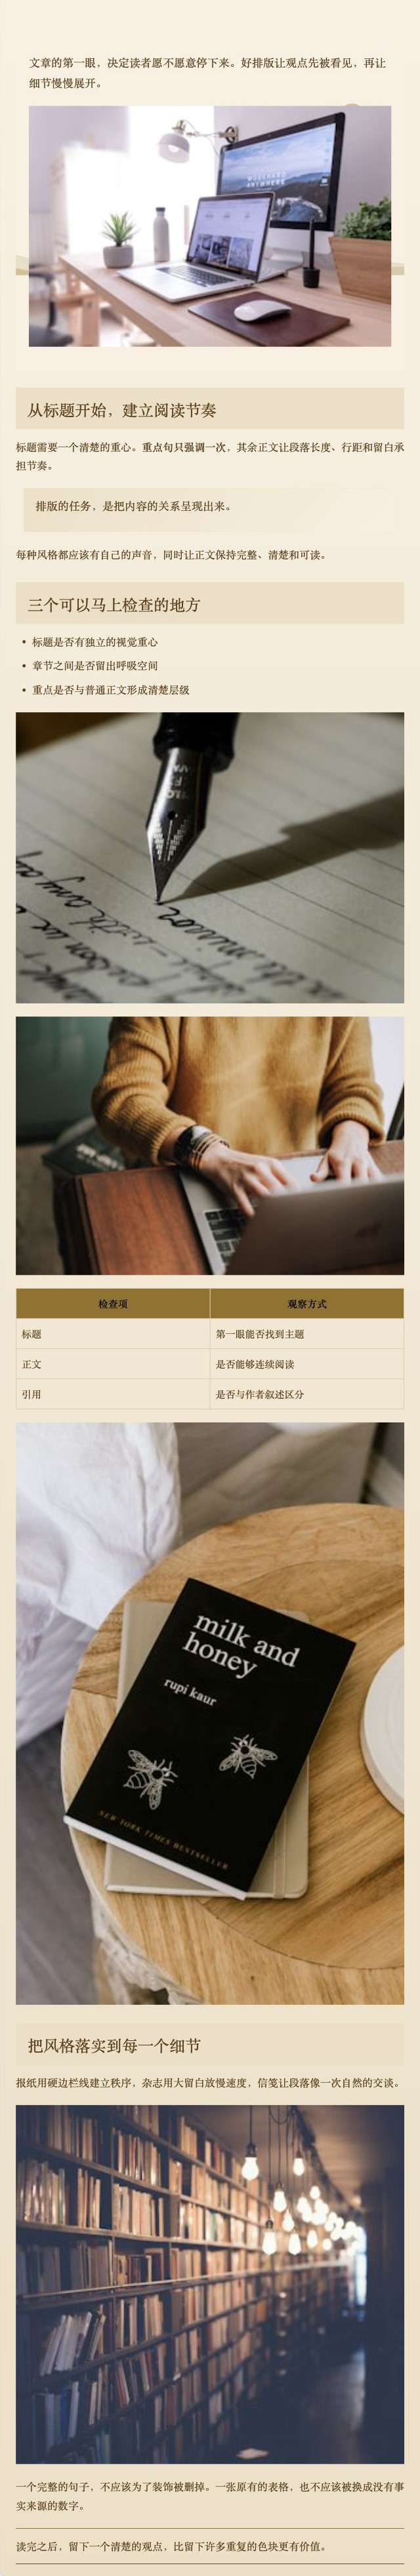 文章的第一眼，决定读者愿不愿意停下来。好排版让观点先被看见，再让
细节慢慢展开。
从标题开始，建立阅读节奏
标题需要一个清楚的重心。重点句只强调一次，其余正文让段落长度、行距和留白承
担节奏。
排版的任务，是把内容的关系呈现出来。
每种风格都应该有自己的声音，同时让正文保持完整、清楚和可读。
三个可以马上检查的地方
• 标题是否有独立的视觉重心
• 章节之间是否留出呼吸空间
• 重点是否与普通正文形成清楚层级
检查项 观察方式
标题 第一眼能否找到主题
正文 是否能够连续阅读
引用 是否与作者叙述区分
milk and
honey
rupi kaur
NEW YORK TIMES BESTSELLER
把风格落实到每一个细节
报纸用硬边栏线建立秩序，杂志用大留白放慢速度，信笺让段落像一次自然的交谈。
一个完整的句子，不应该为了装饰被删掉。一张原有的表格，也不应该被换成没有事
实来源的数字。
读完之后，留下一个清楚的观点，比留下许多重复的色块更有价值。